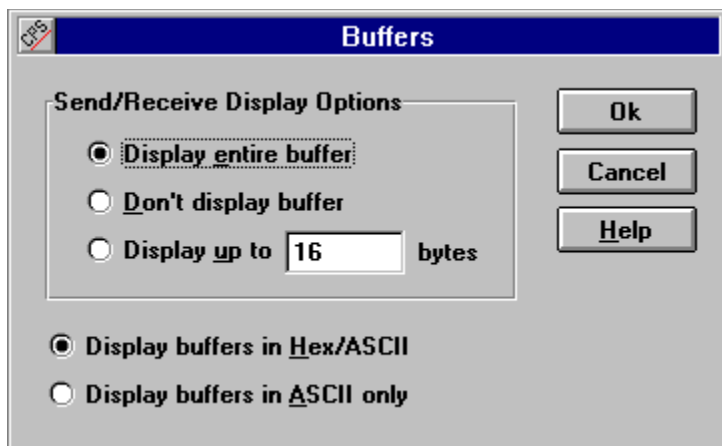 CPS
Buffers
Send/Receive Display Options
Display entire buffer
Don't display buffer
Display up to 16 bytes
Display buffers in Hex/ASCII
Display buffers in ASCII only
Ok
Cancel
Help